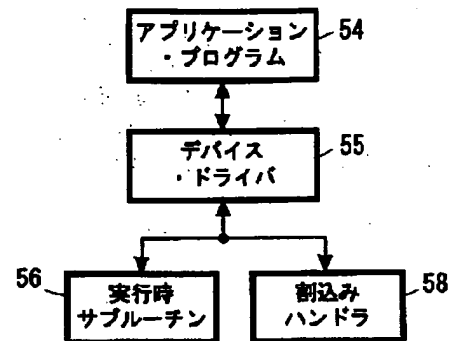 アプリケーション
・プログラム
54
デバイス
・ドライバ
55
56
実行時
サブルーチン
割込み
ハンドラ
58